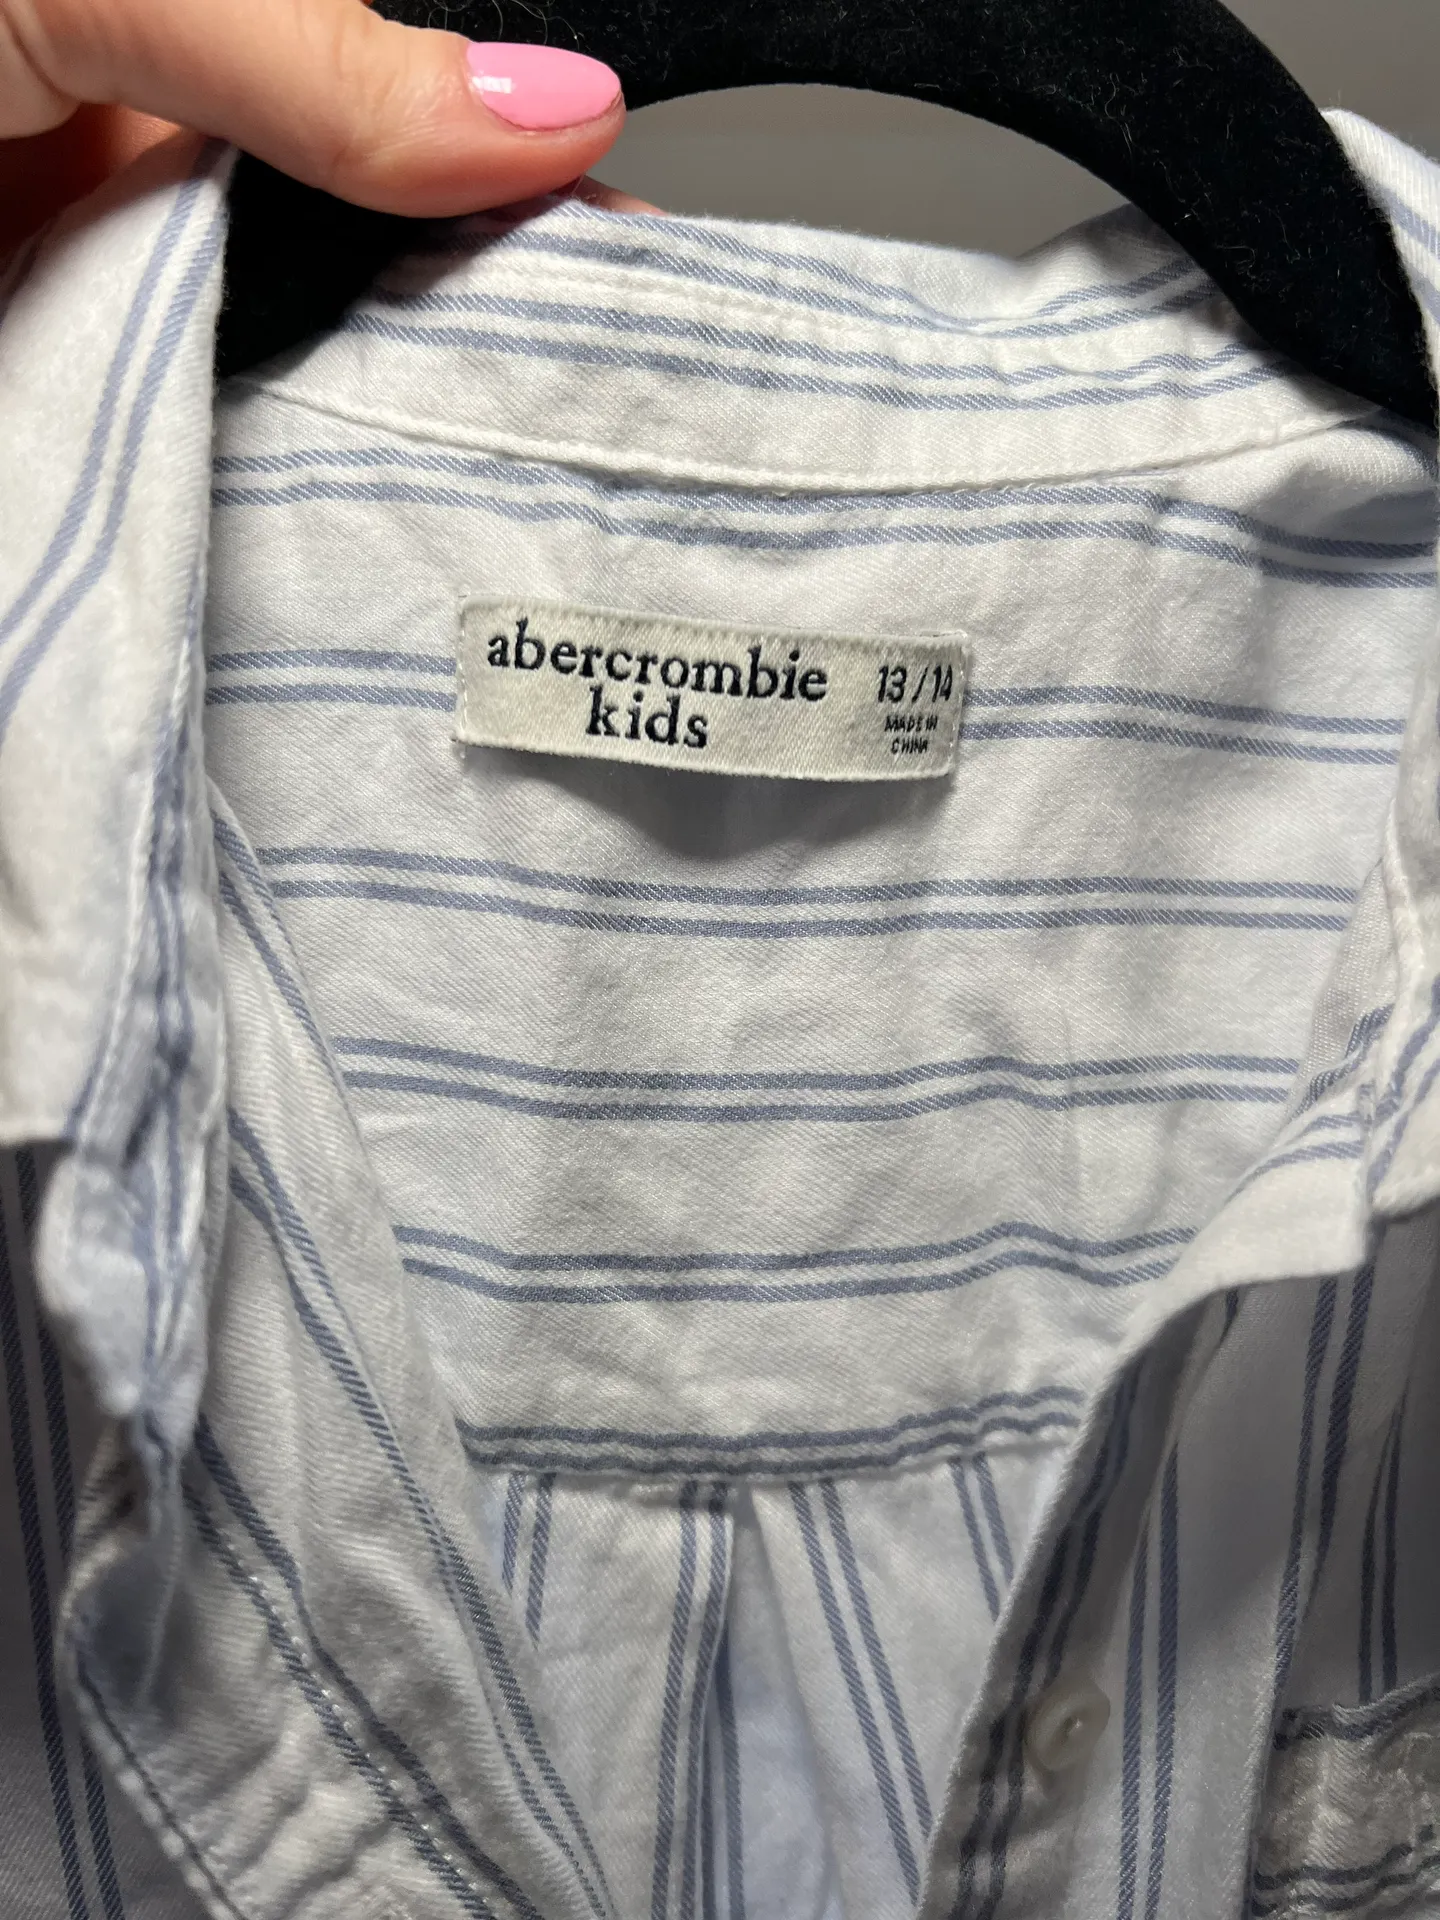 abercrombie
kids
13/14
MADE IN
CHINA